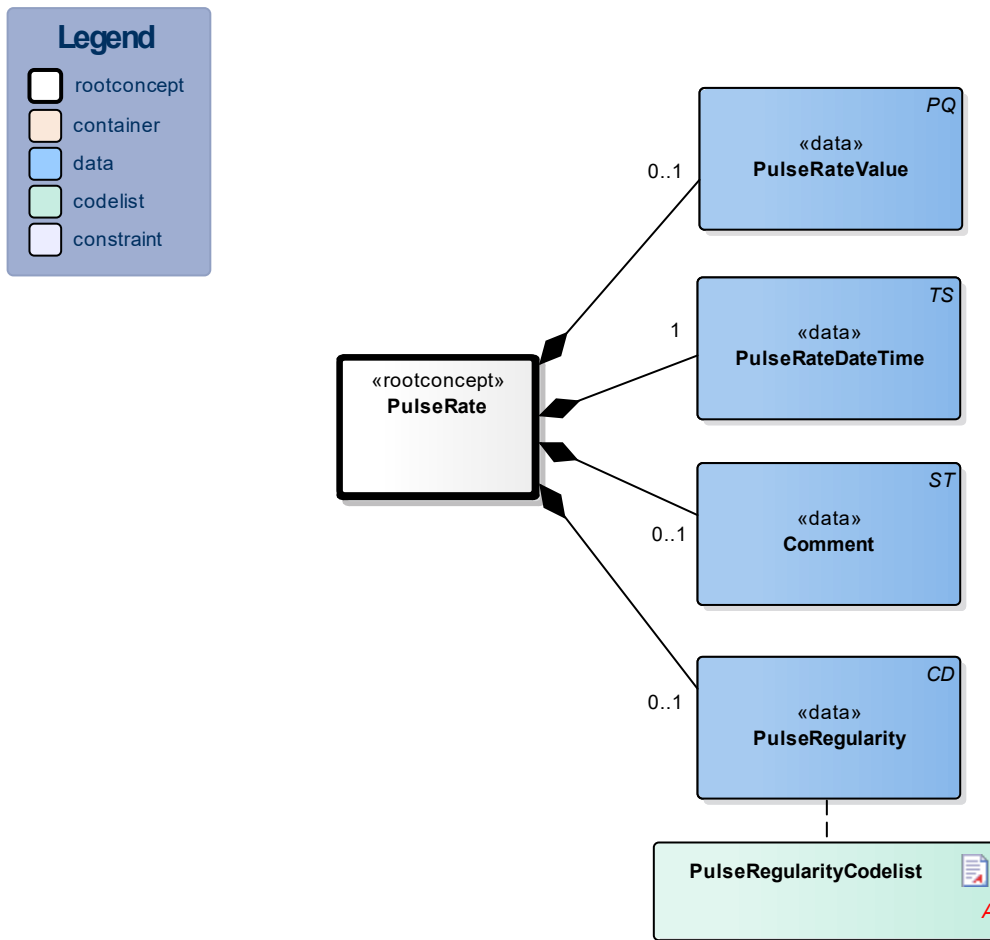 Legend
rootconcept
container
data
codelist
constraint
PQ
«data»
PulseRateValue
0..1
TS
«data»
PulseRateDateTime
1
«rootconcept»
PulseRate
ST
«data»
Comment
0..1
CD
«data»
PulseRegularity
0..1
PulseRegularityCodelist